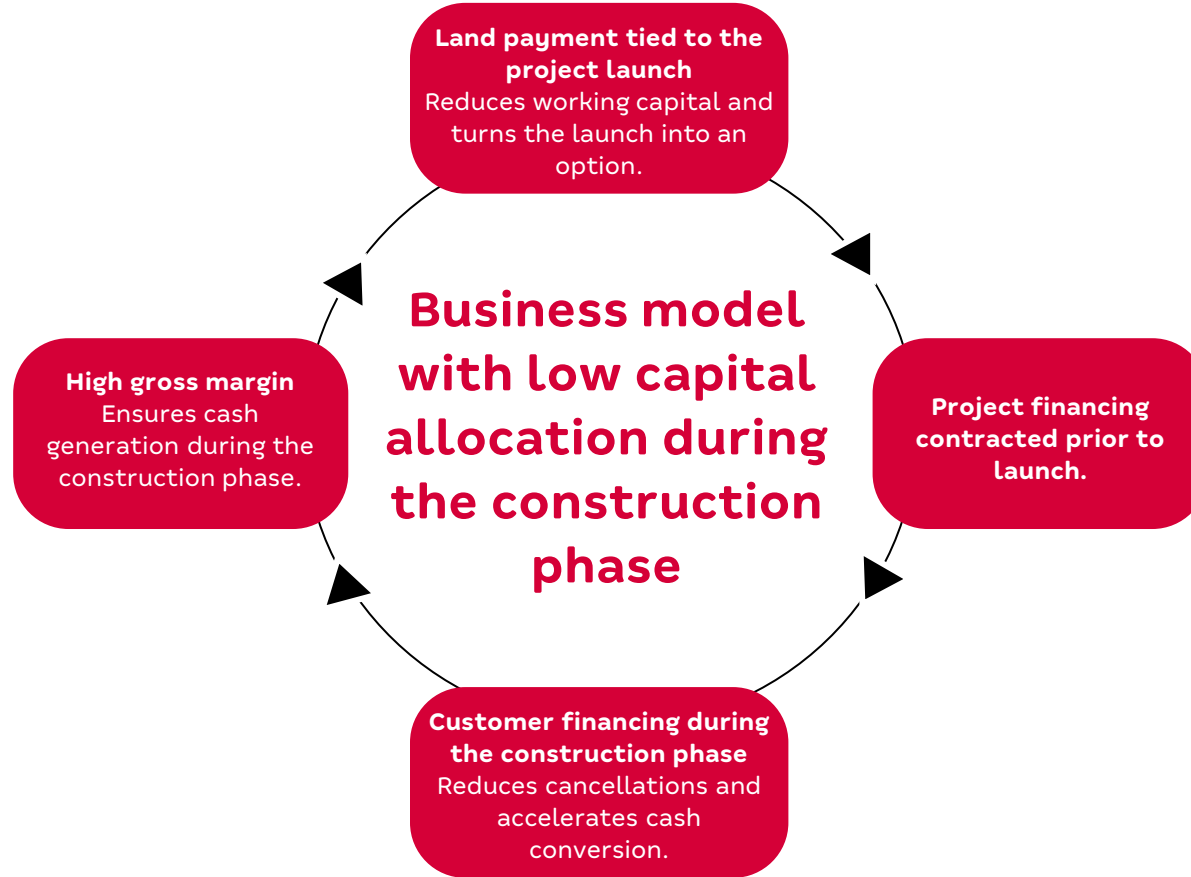 Land payment tied to the
project launch
Reduces working capital and
turns the launch into an
option.
High gross margin
Ensures cash
generation during the
construction phase.
Business model
with low capital
allocation during
the construction
phase
Project financing
contracted prior to
launch.
Customer financing during
the construction phase
Reduces cancellations and
accelerates cash
conversion.